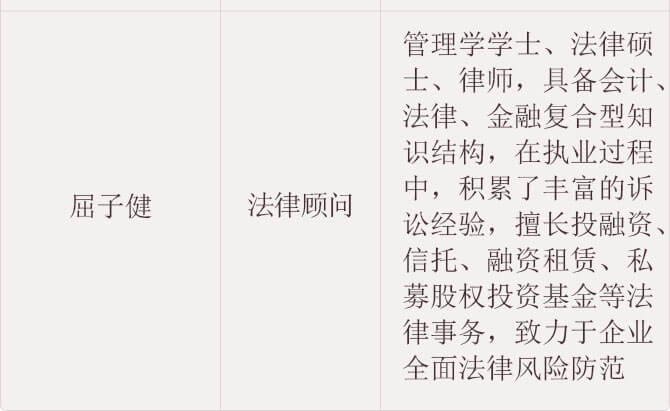 屈子健
法律顾问
管理学学士、法律硕
士、律师，具备会计、
法律、金融复合型知
识结构，在执业过程
中，积累了丰富的诉
讼经验，擅长投融资、
信托、融资租赁、私
募股权投资基金等法
律事务，致力于企业
全面法律风险防范